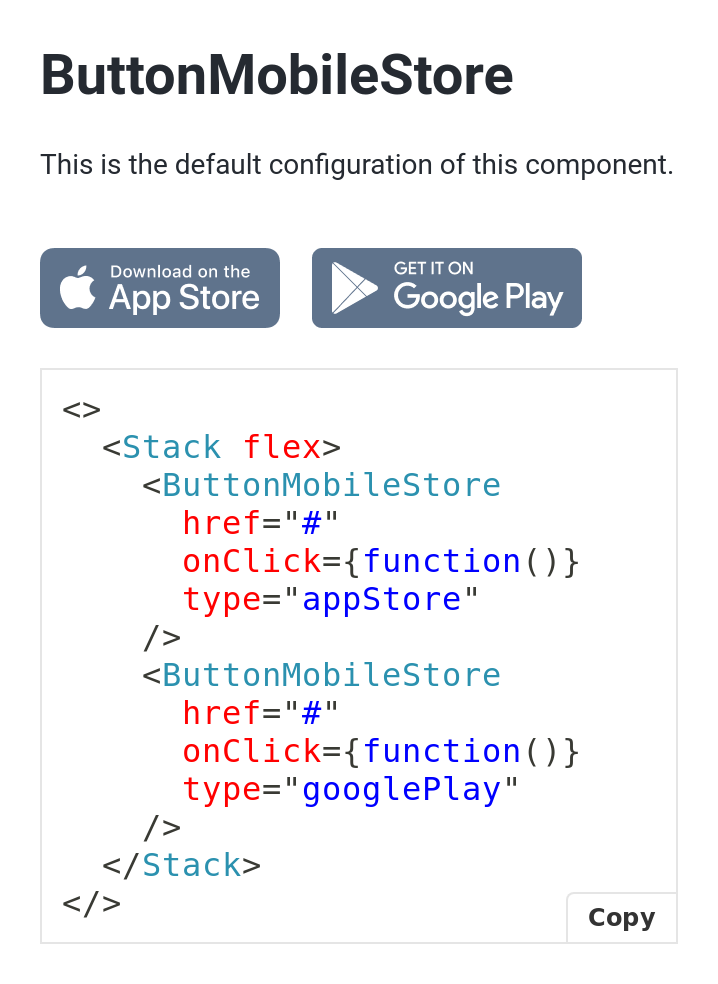 ButtonMobileStore
This is the default configuration of this component.
Download on the
App Store
GET IT ON
Google Play
<>
  <Stack flex>
    <ButtonMobileStore
      href="#"
      onClick={function()}
      type="appStore"
    />
    <ButtonMobileStore
      href="#"
      onClick={function()}
      type="googlePlay"
    />
  </Stack>
</>
Copy